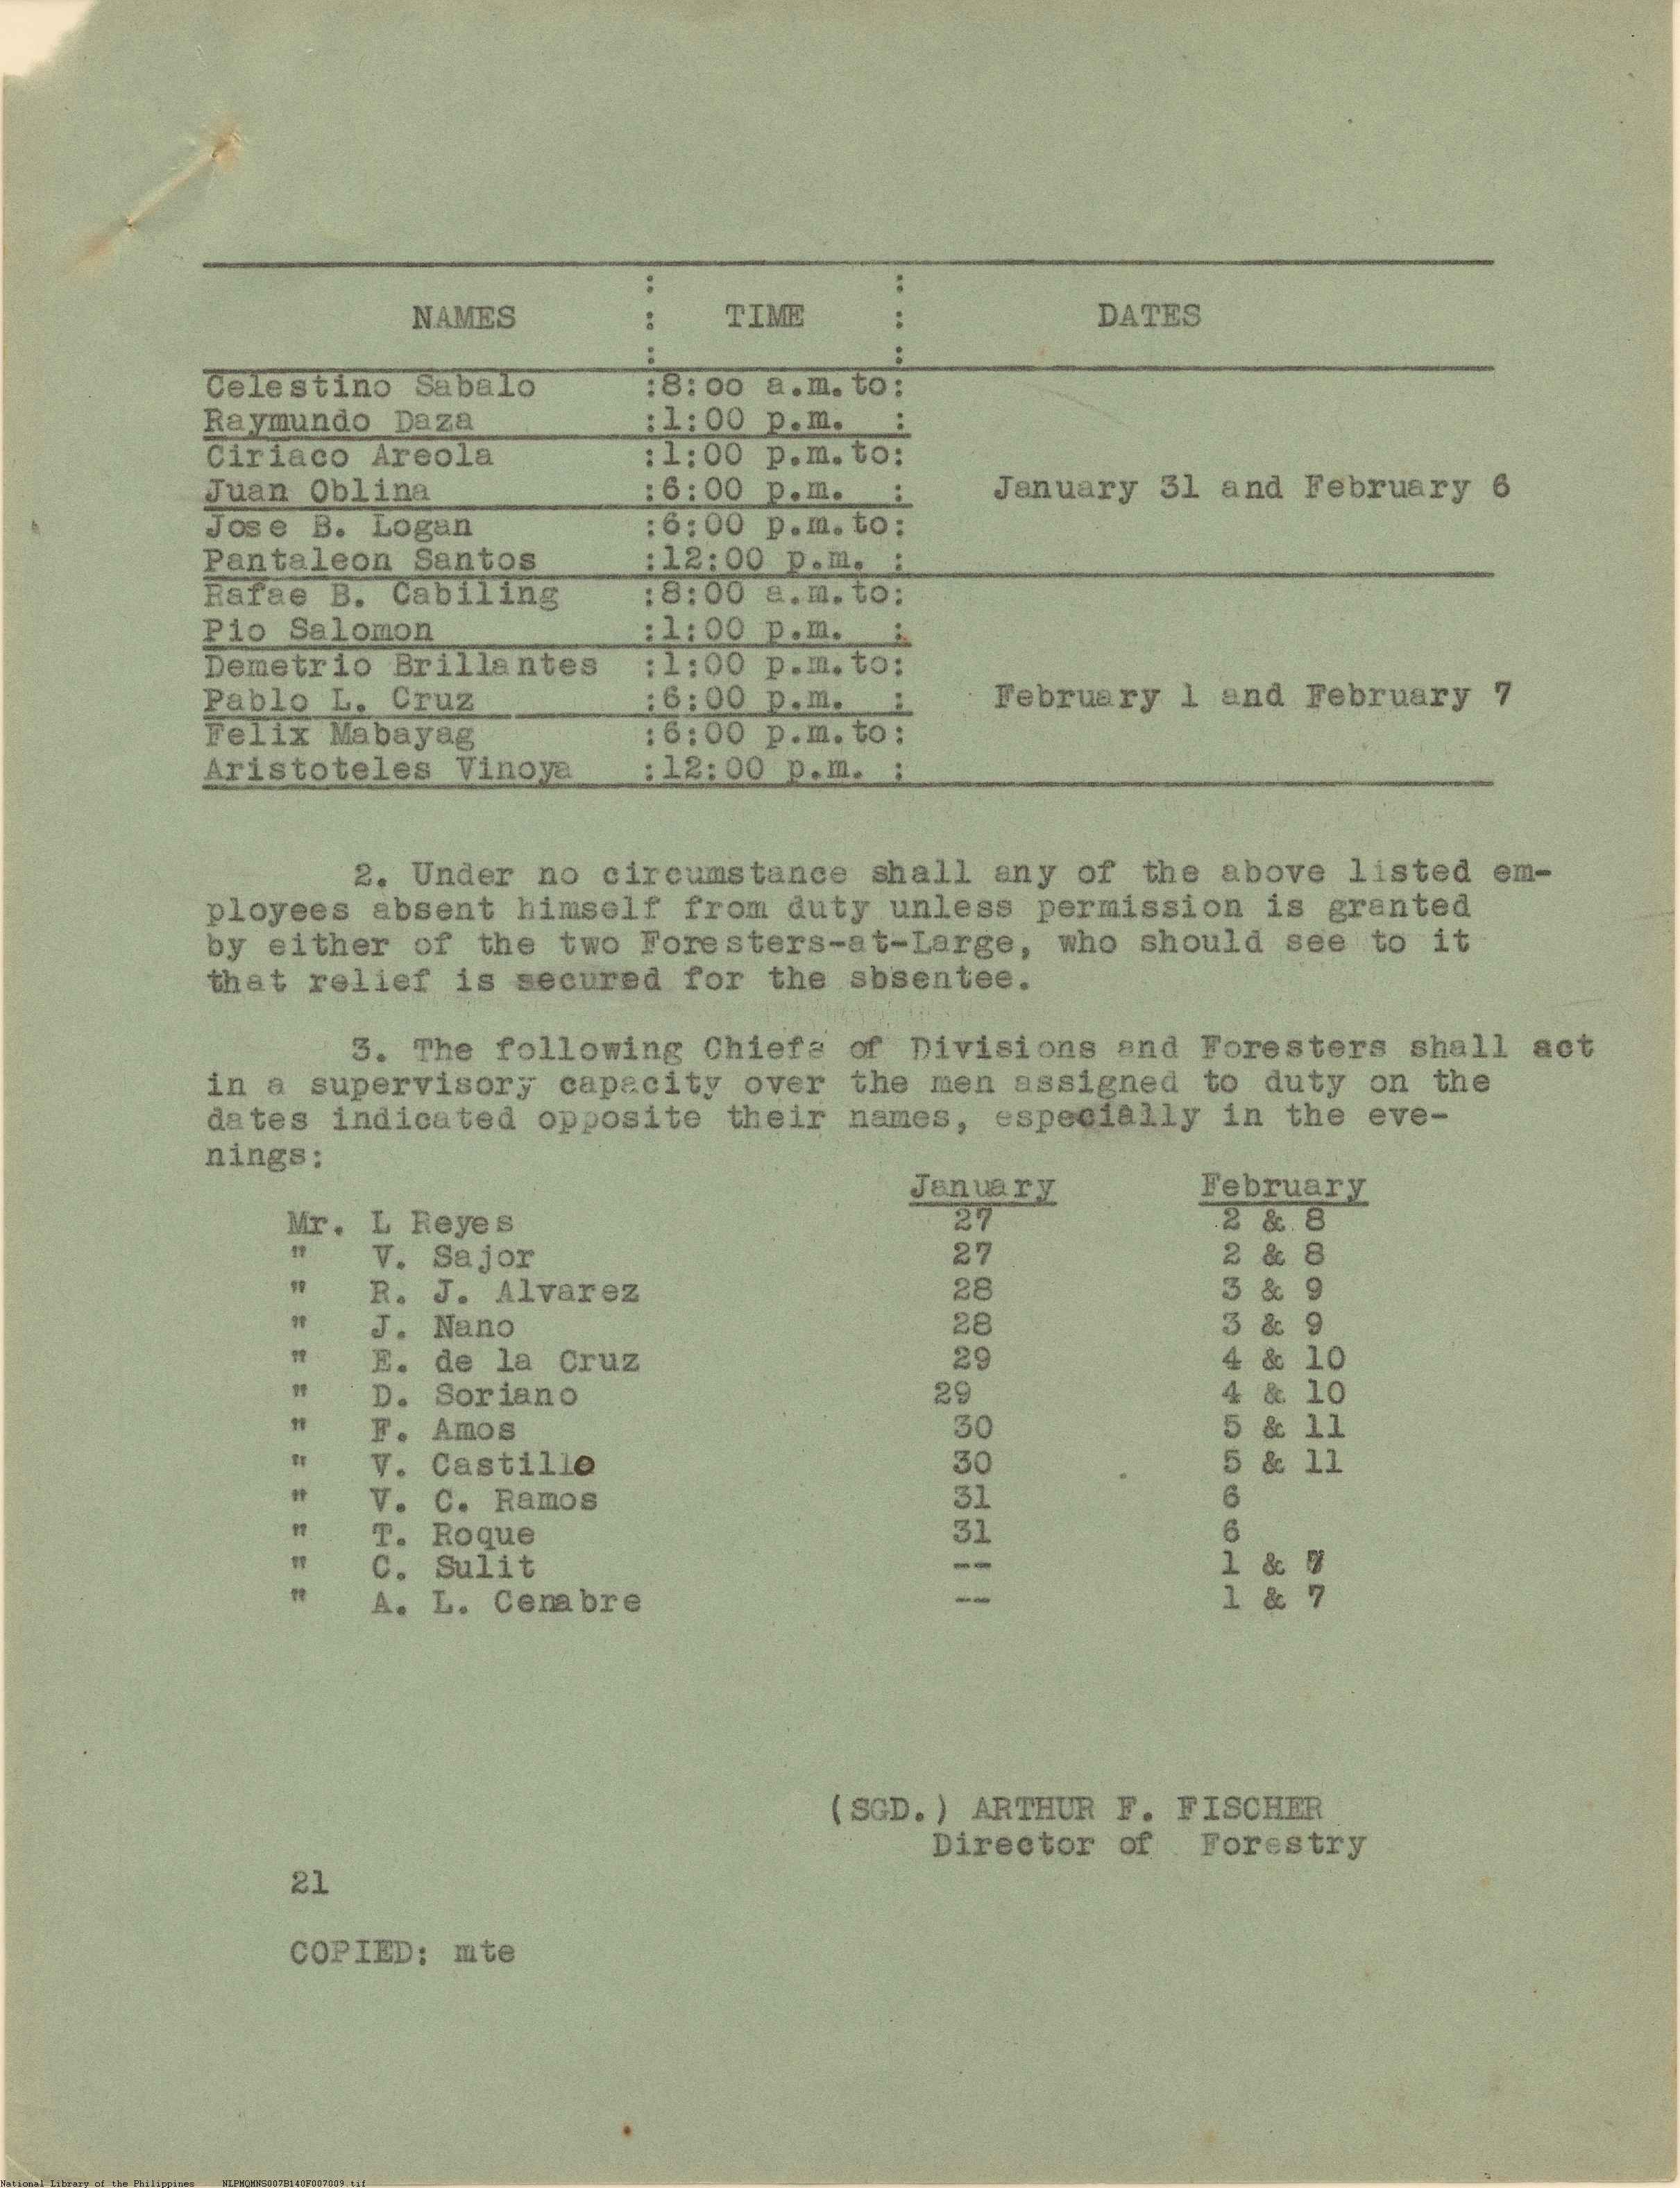 NAMES : TIME : DATES
Celestino Sabalo :8:oo a.m.to:
Raymundo Daza :1:00 p.m. :
Ciriaco Areola :1:00 p.m.to:
Juan Oblina :6:00 p.m. : January 31 and February 6
Jose B. Logan :6:00 p.m.to:
Pantaleon Santos :12:00 p.m. :
Rafae B. Cabiling :8:00 a.m.to:
Pio Salomon :1:00 p.m. :
Demetrio Brillantes :1:00 p.m.to:
Pablo L. Cruz :6:00 p.m. : February 1 and February 7
Felix Mabayag :6:00 p.m.to:
Aristoteles Vinoya :12:00 p.m. :
2. Under no circumstance shall any of the above listed em-
ployees absent himself from duty unless permission is granted
by either of the two Foresters-at-Large, who should see to it
that relief is secured for the sbsentee.
3. The following Chiefs of Divisions and Foresters shall act
in a supervisory capacity over the men assigned to duty on the
dates indicated opposite their names, especially in the eve-
nings:
January February
Mr. L Reyes 27 2 & 8
" V. Sajor 27 2 & 8
" R. J. Alvarez 28 3 & 9
" J. Nano 28 3 & 9
" E. de la Cruz 29 4 & 10
" D. Soriano 29 4 & 10
" F. Amos 30 5 & 11
" V. Castillo 30 5 & 11
" V. C. Ramos 31 6
" T. Roque 31 6
" C. Sulit -- 1 & 7
" A. L. Cenabre -- 1 & 7
(SGD.) ARTHUR F. FISCHER
Director of Forestry
21
COPIED: mte
National Library of the Philippines NLPMQMNS007B140F007009.tif